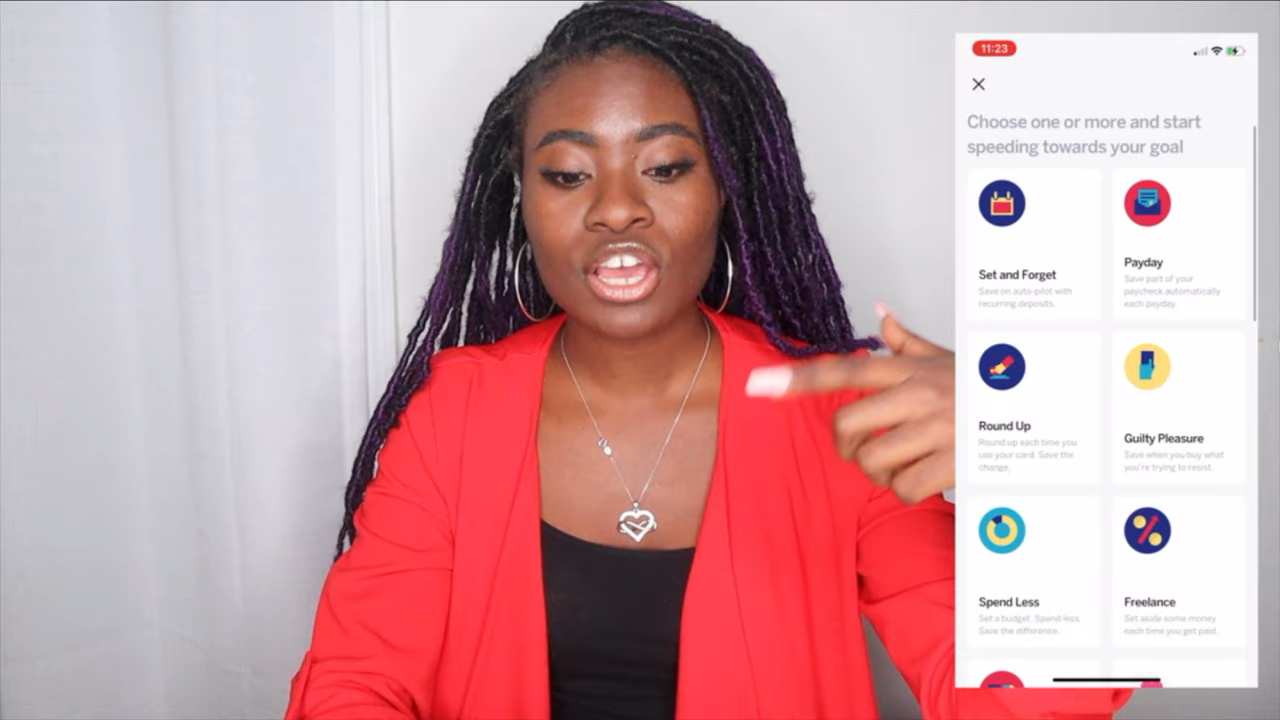 11:23
Choose one or more and start
speeding towards your goal
Set and Forget
Save on auto-pilot with
recurring deposits.
Payday
Save part of your
paycheck automatically
each payday.
Round Up
Round up each time you
use your card. Save the
change.
Guilty Pleasure
Save when you buy what
you're trying to resist.
Spend Less
Set a budget. Spend less.
Save the difference.
Freelance
Set aside some money
each time you get paid.